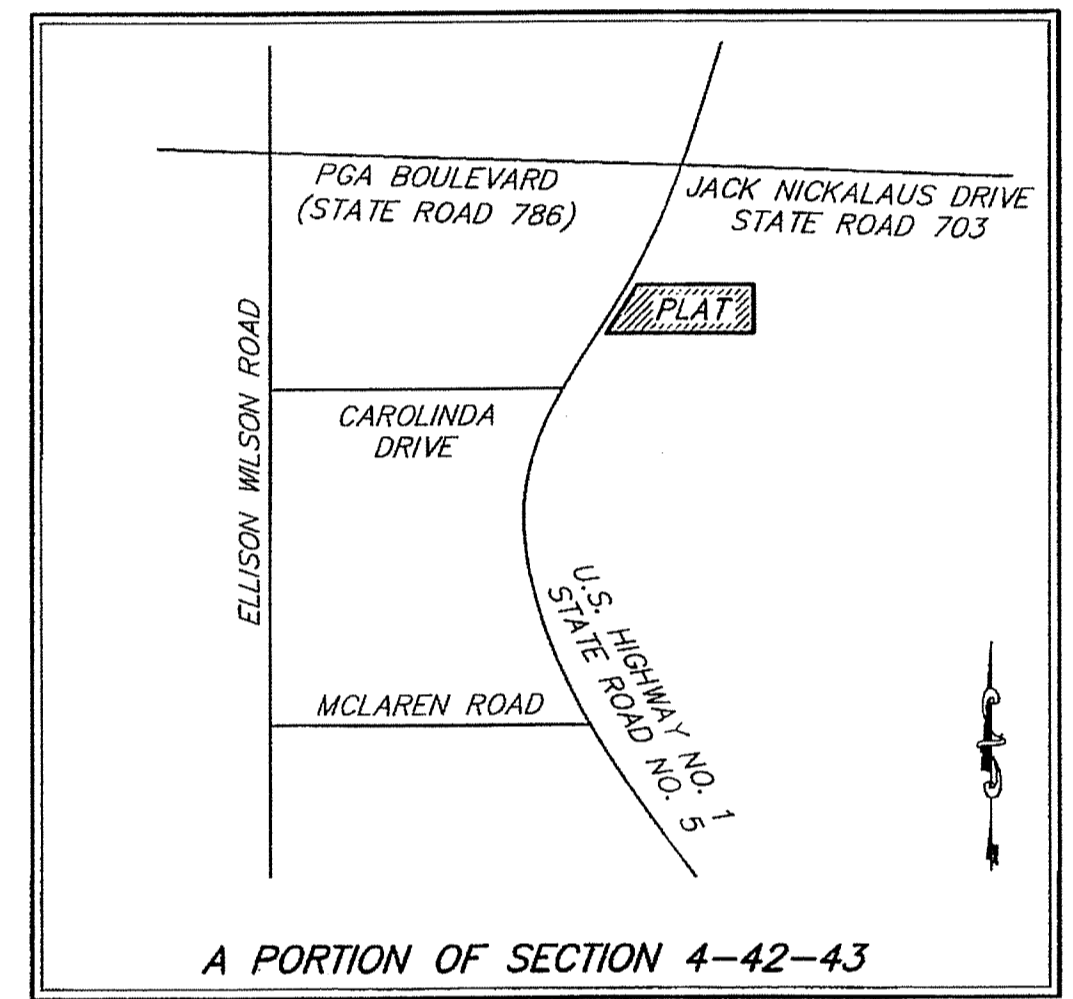 PGA BOULEVARD
(STATE ROAD 786)
JACK NICKALAUS DRIVE
STATE ROAD 703
PLAT
ELLISON WILSON ROAD
CAROLINDA
DRIVE
U.S. HIGHWAY NO. 1
STATE ROAD NO. 5
MCLAREN ROAD
A PORTION OF SECTION 4-42-43